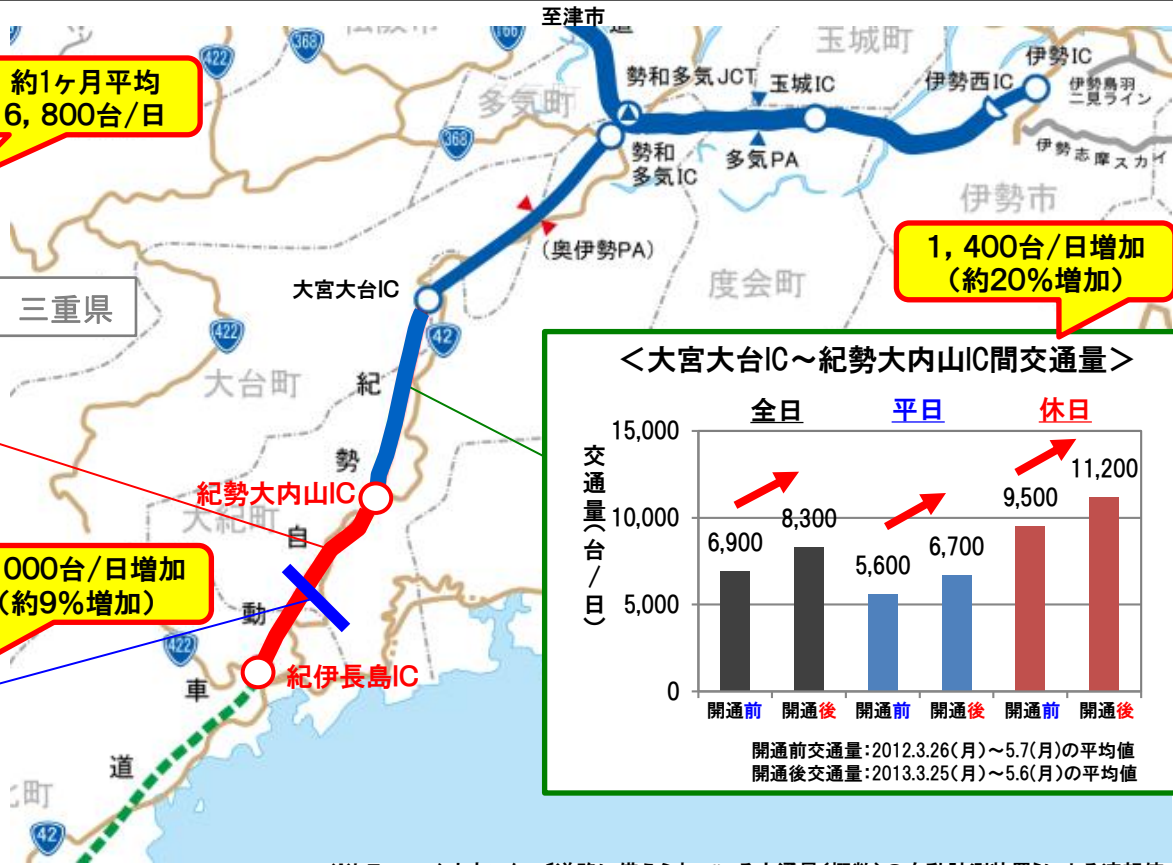 至津市
422
368
166
玉城町
伊勢IC
約1ヶ月平均
6,800台/日
勢和多気JCT
玉城IC
伊勢西IC
伊勢鳥羽
二見ライン
多気町
368
勢和
多気IC
多気PA
伊勢志摩スカイ
伊勢市
(奥伊勢PA)
1,400台/日増加
(約20%増加)
三重県
大宮大台IC
度会町
422
42
大台町
紀
勢
自
動
車
道
紀勢大内山IC
大紀町
000台/日増加
(約9%増加)
422
紀伊長島IC
町
42
<大宮大台IC~紀勢大内山IC間交通量>
全日 平日 休日
交通量(台/日)
15,000
10,000
5,000
0
6,900
8,300
5,600
6,700
9,500
11,200
開通前 開通後 開通前 開通後 開通前 開通後
開通前交通量:2012.3.26(月)~5.7(月)の平均値
開通後交通量:2013.3.25(月)~5.6(月)の平均値